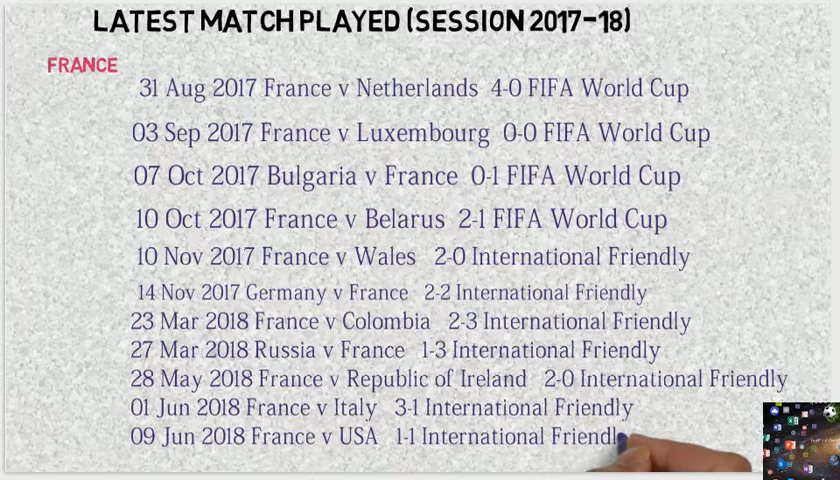 LATEST MATCH PLAYED (SESSION 2017-18)
FRANCE
31 Aug 2017 France v Netherlands 4-0 FIFA World Cup
03 Sep 2017 France v Luxembourg 0-0 FIFA World Cup
07 Oct 2017 Bulgaria v France 0-1 FIFA World Cup
10 Oct 2017 France v Belarus 2-1 FIFA World Cup
10 Nov 2017 France v Wales 2-0 International Friendly
14 Nov 2017 Germany v France 2-2 International Friendly
23 Mar 2018 France v Colombia 2-3 International Friendly
27 Mar 2018 Russia v France 1-3 International Friendly
28 May 2018 France v Republic of Ireland 2-0 International Friendly
01 Jun 2018 France v Italy 3-1 International Friendly
09 Jun 2018 France v USA 1-1 International Friendl